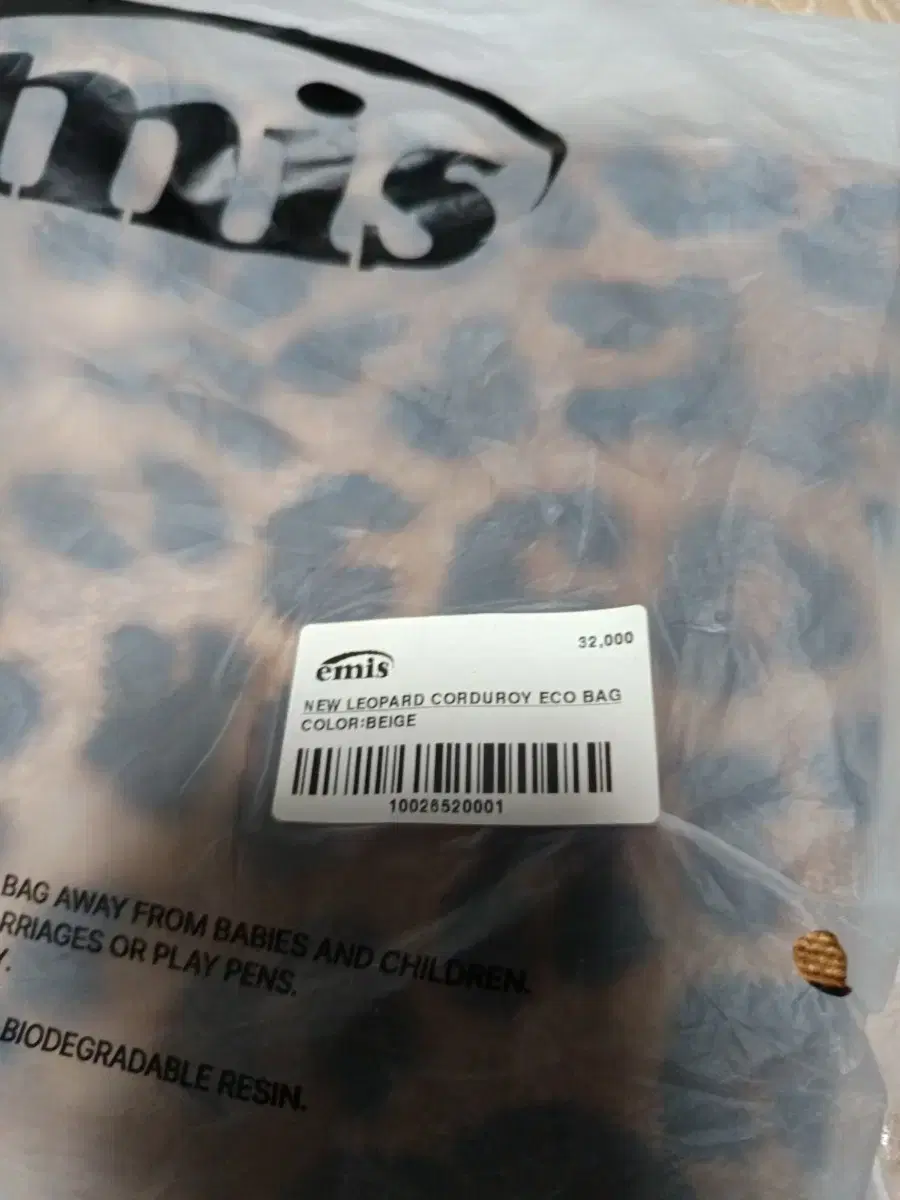 mis
emis
32,000
NEW LEOPARD CORDUROY ECO BAG
COLOR:BEIGE
10026520001
BAG AWAY FROM BABIES AND CHILDREN.
RRIAGES OR PLAY PENS.
Y.
BIODEGRADABLE RESIN.